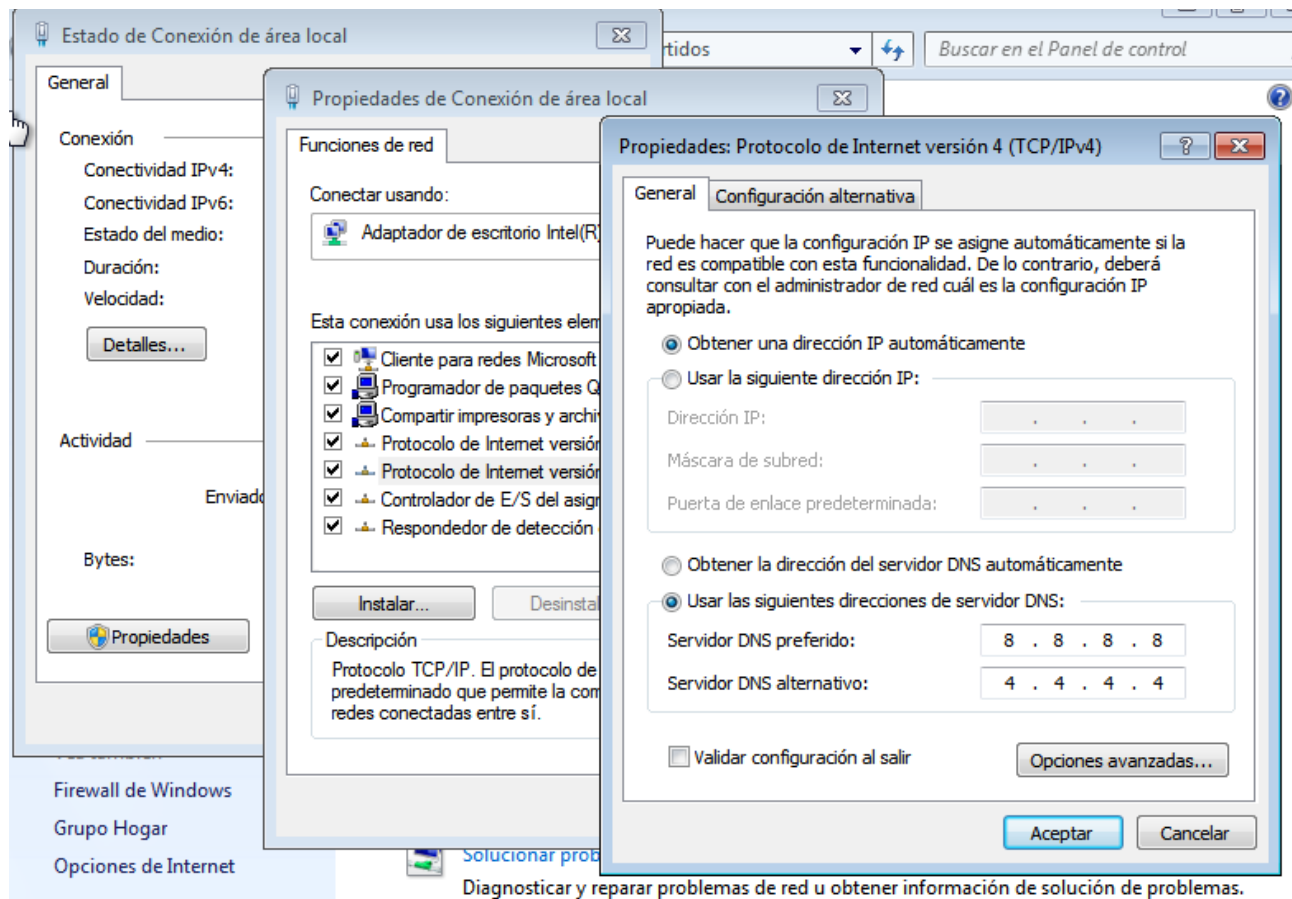 Estado de Conexión de área local
General
Conexión
Conectividad IPv4:
Conectividad IPv6:
Estado del medio:
Duración:
Velocidad:
Detalles...
Actividad
Bytes:
Propiedades
Firewall de Windows
Grupo Hogar
Opciones de Internet
Buscar en el Panel de control
Propiedades de Conexión de área local
Funciones de red
Conectar usando:
Adaptador de escritorio Intel(R)
Esta conexión usa los siguientes
Cliente para redes Microsoft
Programador de paquetes
Compartir impresoras y
Protocolo de Internet
Protocolo de Internet
Controlador de E/S del
Respondedor de detección
Instalar...
Descripción
Protocolo TCP/IP. El protocolo de
predeterminado que permite la
redes conectadas entre sí.
Propiedades: Protocolo de Internet versión 4 (TCP/IPv4)
General
Configuración alternativa
Puede hacer que la configuración IP se asigne automáticamente si la
red es compatible con esta funcionalidad. De lo contrario, deberá
consultar con el administrador de red cuál es la configuración IP
apropiada.
Obtener una dirección IP automáticamente
Usar la siguiente dirección IP:
Dirección IP:
Máscara de subred:
Puerta de enlace predeterminada:
Obtener la dirección del servidor DNS automáticamente
Usar las siguientes direcciones de servidor DNS:
Servidor DNS preferido: 8 . 8 . 8 . 8
Servidor DNS alternativo: 4 . 4 . 4 . 4
Validar configuración al salir
Opciones avanzadas...
Aceptar
Cancelar
Solucionar
Diagnosticar y reparar problemas de red u obtener información de solución de problemas.